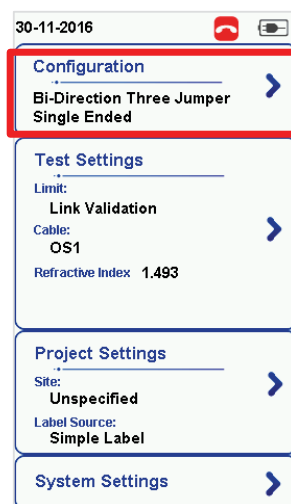 30-11-2016
Configuration
Bi-Direction Three Jumper
Single Ended
Test Settings
Limit:
Link Validation
Cable:
OS1
Refractive Index 1.493
Project Settings
Site:
Unspecified
Label Source:
Simple Label
System Settings